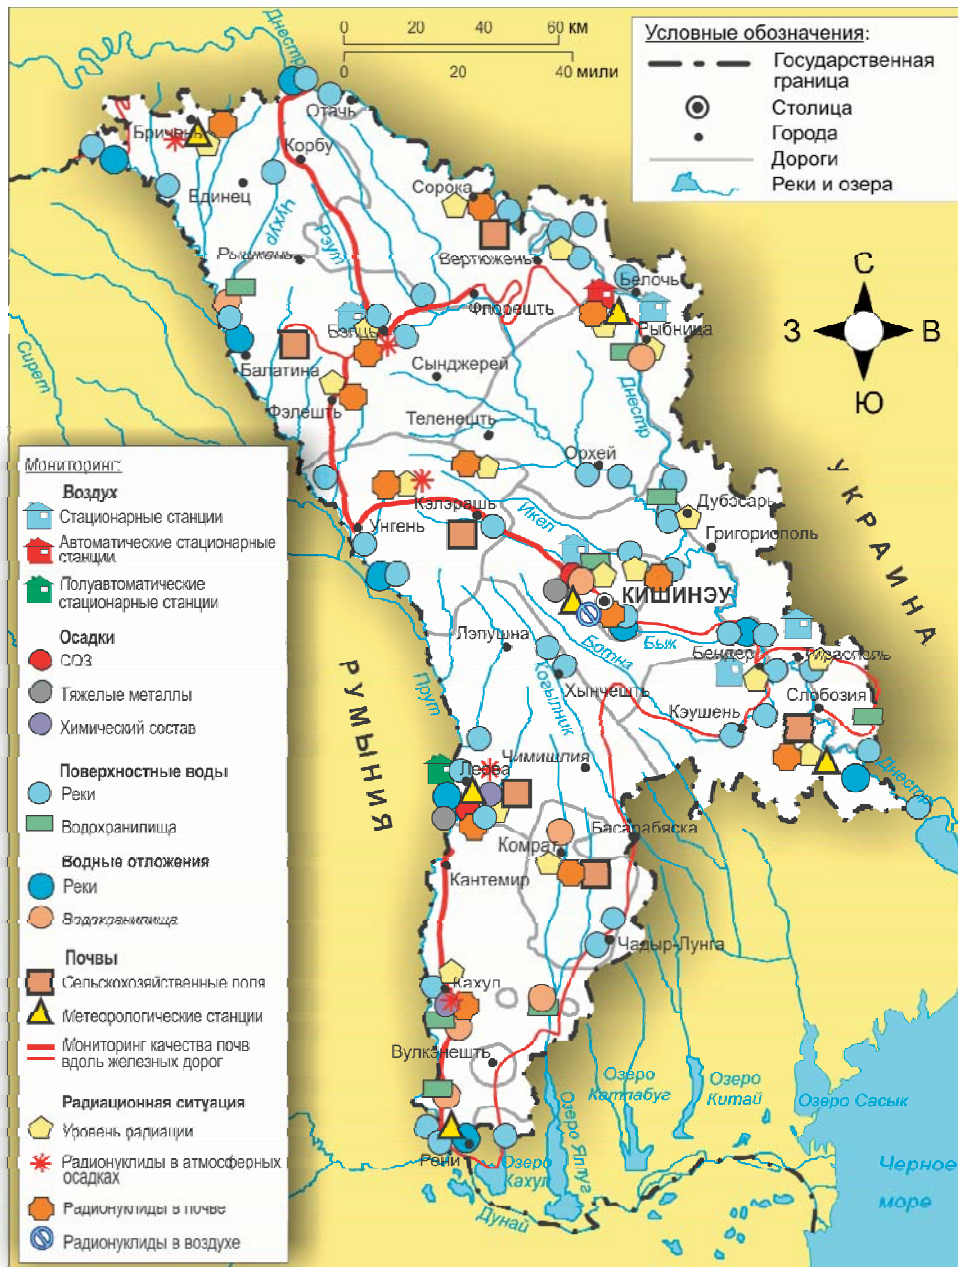 Днестр
0 20 40 60 км
0 20 40 мили
Условные обозначения:
Государственная
граница
Столица
Города
Дороги
Реки и озера
С
З
В
Ю
Отачь
Бричень
Корбу
Единец
Чухур
Рэут
Сорока
Рышкень
Вертюжень
Белочь
Флорешть
Рыбница
Бэлць
Сынджерей
Балатина
Сирет
Фэлешть
Теленешть
Днестр
Орхей
Дубэсарь
Кэлэрашь
Икел
Унгень
Григорисполь
КИШИНЭУ
УКРАИНА
Лэпушна
Ботна
Бык
Бендер
Тирасполь
Когылник
Хынчешть
Слобозия
Кэушень
Прут
РУМЫНИЯ
Чимишлия
Леова
Днестр
Басарабяска
Комрат
Кантемир
Чадыр-Лунга
Кахул
Вулкэнешть
Озеро
Катлабуг
Озеро
Китай
Озеро Сасык
Озеро Ялпуг
Рени
Озеро
Кахул
Дунай
Черное
море
Мониторинг:
Воздух
Стационарные станции
Автоматические стационарные
станции
Полуавтоматические
стационарные станции
Осадки
СОЗ
Тяжелые металлы
Химический состав
Поверхностные воды
Реки
Водохранилища
Водные отложения
Реки
Водохранилища
Почвы
Сельскохозяйственные поля
Метеорологические станции
Мониторинг качества почв
вдоль железных дорог
Радиационная ситуация
Уровень радиации
Радионуклиды в атмосферных
осадках
Радионуклиды в почве
Радионуклиды в воздухе